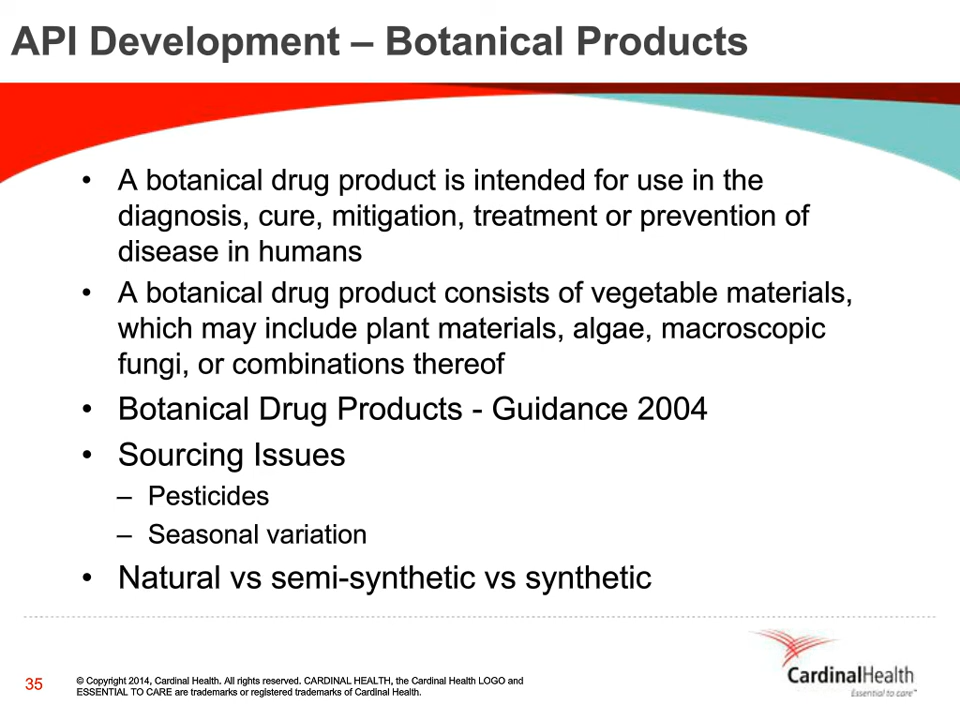 API Development – Botanical Products
• A botanical drug product is intended for use in the
diagnosis, cure, mitigation, treatment or prevention of
disease in humans
• A botanical drug product consists of vegetable materials,
which may include plant materials, algae, macroscopic
fungi, or combinations thereof
• Botanical Drug Products - Guidance 2004
• Sourcing Issues
– Pesticides
– Seasonal variation
• Natural vs semi-synthetic vs synthetic
35
© Copyright 2014, Cardinal Health. All rights reserved. CARDINAL HEALTH, the Cardinal Health LOGO and
ESSENTIAL TO CARE are trademarks or registered trademarks of Cardinal Health.
CardinalHealth
Essential to care™